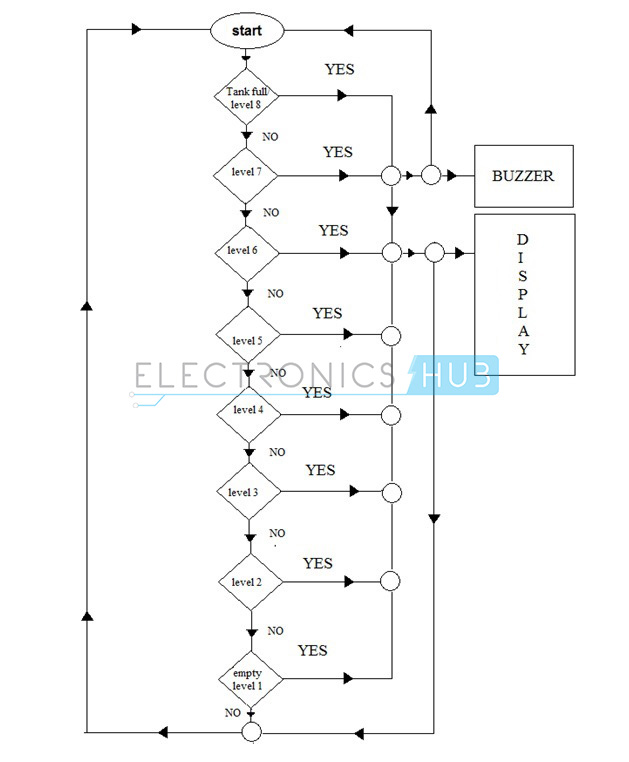 start
YES
Tank full/
level 8
NO
YES
level 7
BUZZER
NO
YES
level 6
DISPLAY
NO
YES
level 5
ELECTRONICS HUB
NO
YES
level 4
NO
YES
level 3
NO
YES
level 2
NO
YES
empty
level 1
NO